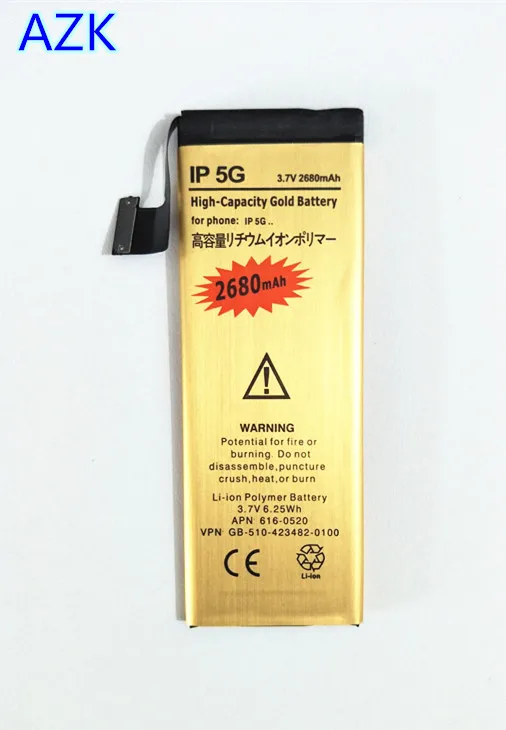 AZK
IP 5G 3.7V 2680mAh
High-Capacity Gold Battery
for phone: IP 5G ..
高容量リチウムイオンポリマー
2680mAh
WARNING
Potential for fire or
burning. Do not
disassemble,puncture
crush,heat,or burn
Li-ion Polymer Battery
3.7V 6.25Wh
APN 616-0520
VPN GB-510-423482-0100
CE
Li-ion